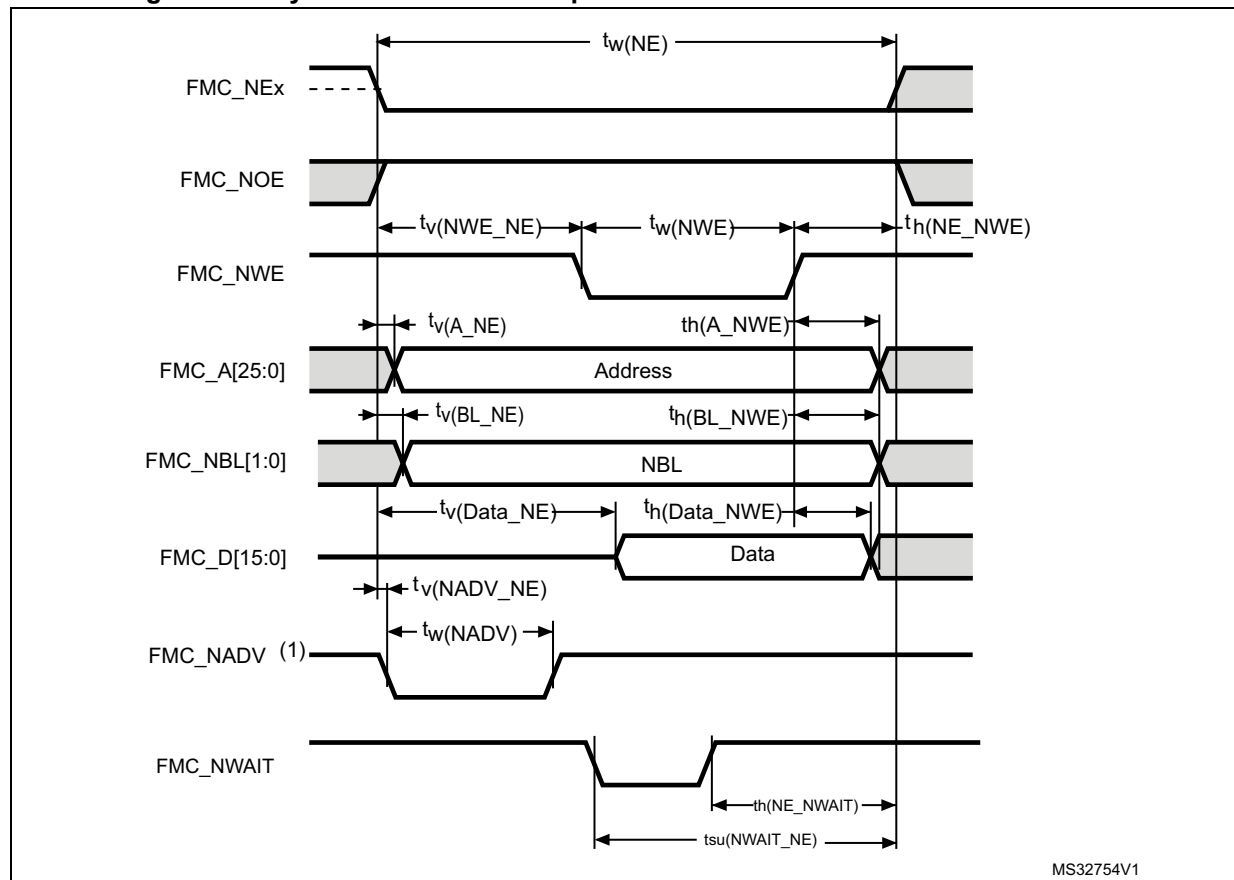 tw(NE)
FMC_NEx
FMC_NOE
tv(NWE_NE) tw(NWE) th(NE_NWE)
FMC_NWE
tv(A_NE) th(A_NWE)
FMC_A[25:0] Address
tv(BL_NE) th(BL_NWE)
FMC_NBL[1:0] NBL
tv(Data_NE) th(Data_NWE)
FMC_D[15:0] Data
tv(NADV_NE)
tw(NADV)
FMC_NADV (1)
FMC_NWAIT
th(NE_NWAIT)
tsu(NWAIT_NE)
MS32754V1